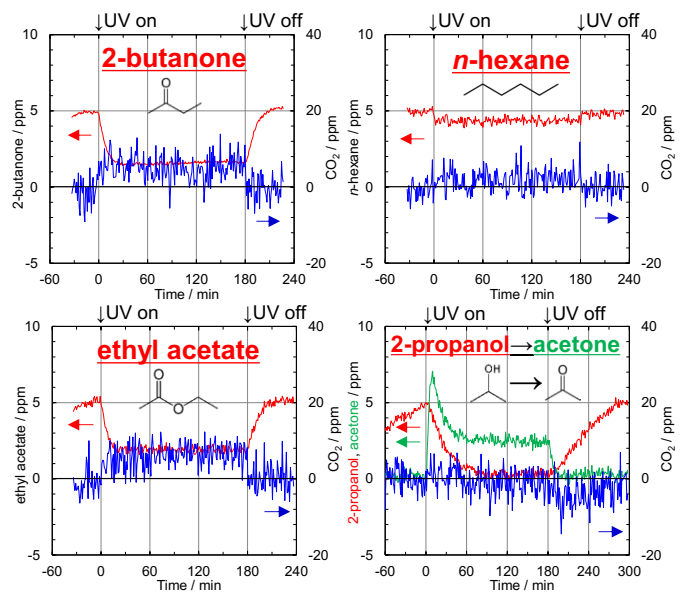 ↓UV on ↓UV off
2-butanone
O
2-butanone / ppm
CO₂ / ppm
10
5
0
-5
40
20
0
-20
-60 0 60 120 180 240
Time / min
↓UV on ↓UV off
n-hexane
n-hexane / ppm
CO₂ / ppm
10
5
0
-5
40
20
0
-20
-60 0 60 120 180 240
Time / min
↓UV on ↓UV off
ethyl acetate
O
O
ethyl acetate / ppm
CO₂ / ppm
10
5
0
-5
40
20
0
-20
-60 0 60 120 180 240
Time / min
↓UV on ↓UV off
2-propanol→acetone
OH → O
2-propanol, acetone / ppm
CO₂ / ppm
10
5
0
-5
40
20
0
-20
-60 0 60 120 180 240 300
Time / min